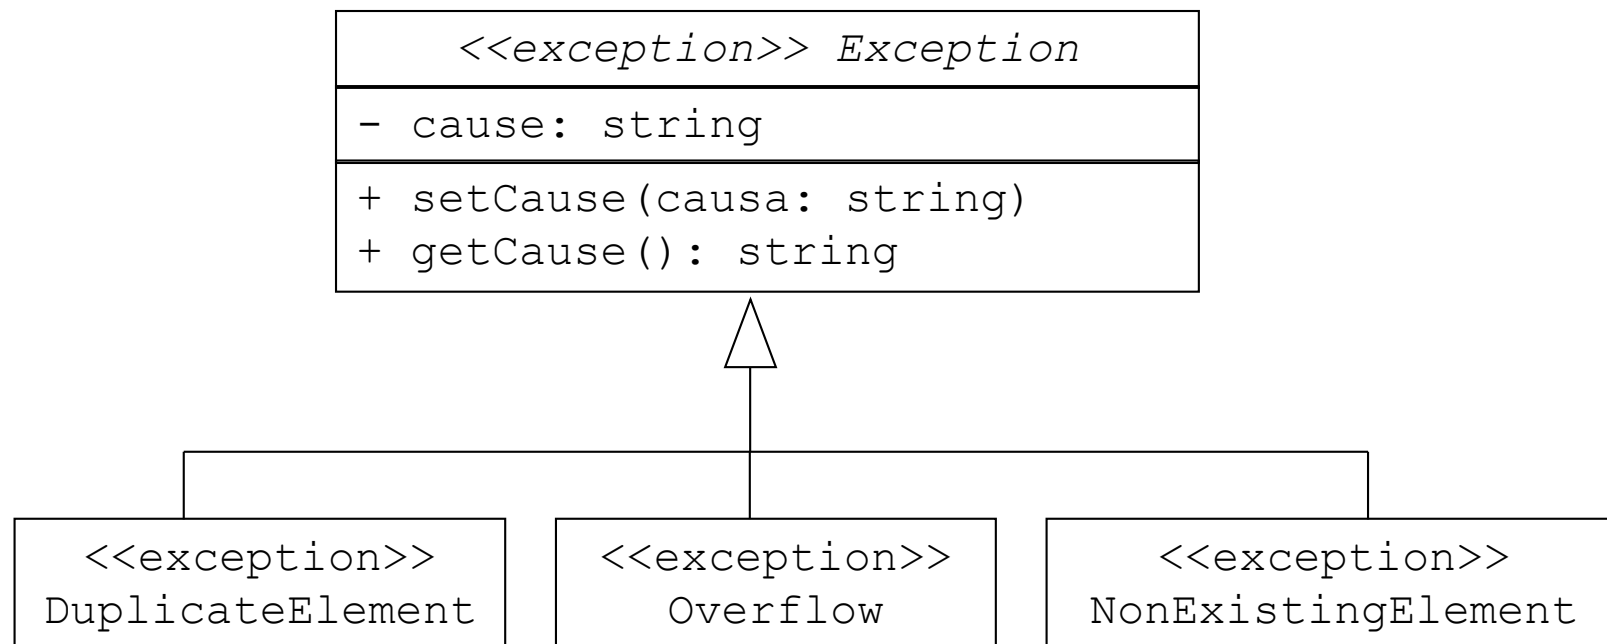 <<exception>> Exception
- cause: string
+ setCause(causa: string)
+ getCause(): string
<<exception>>
DuplicateElement
<<exception>>
Overflow
<<exception>>
NonExistingElement